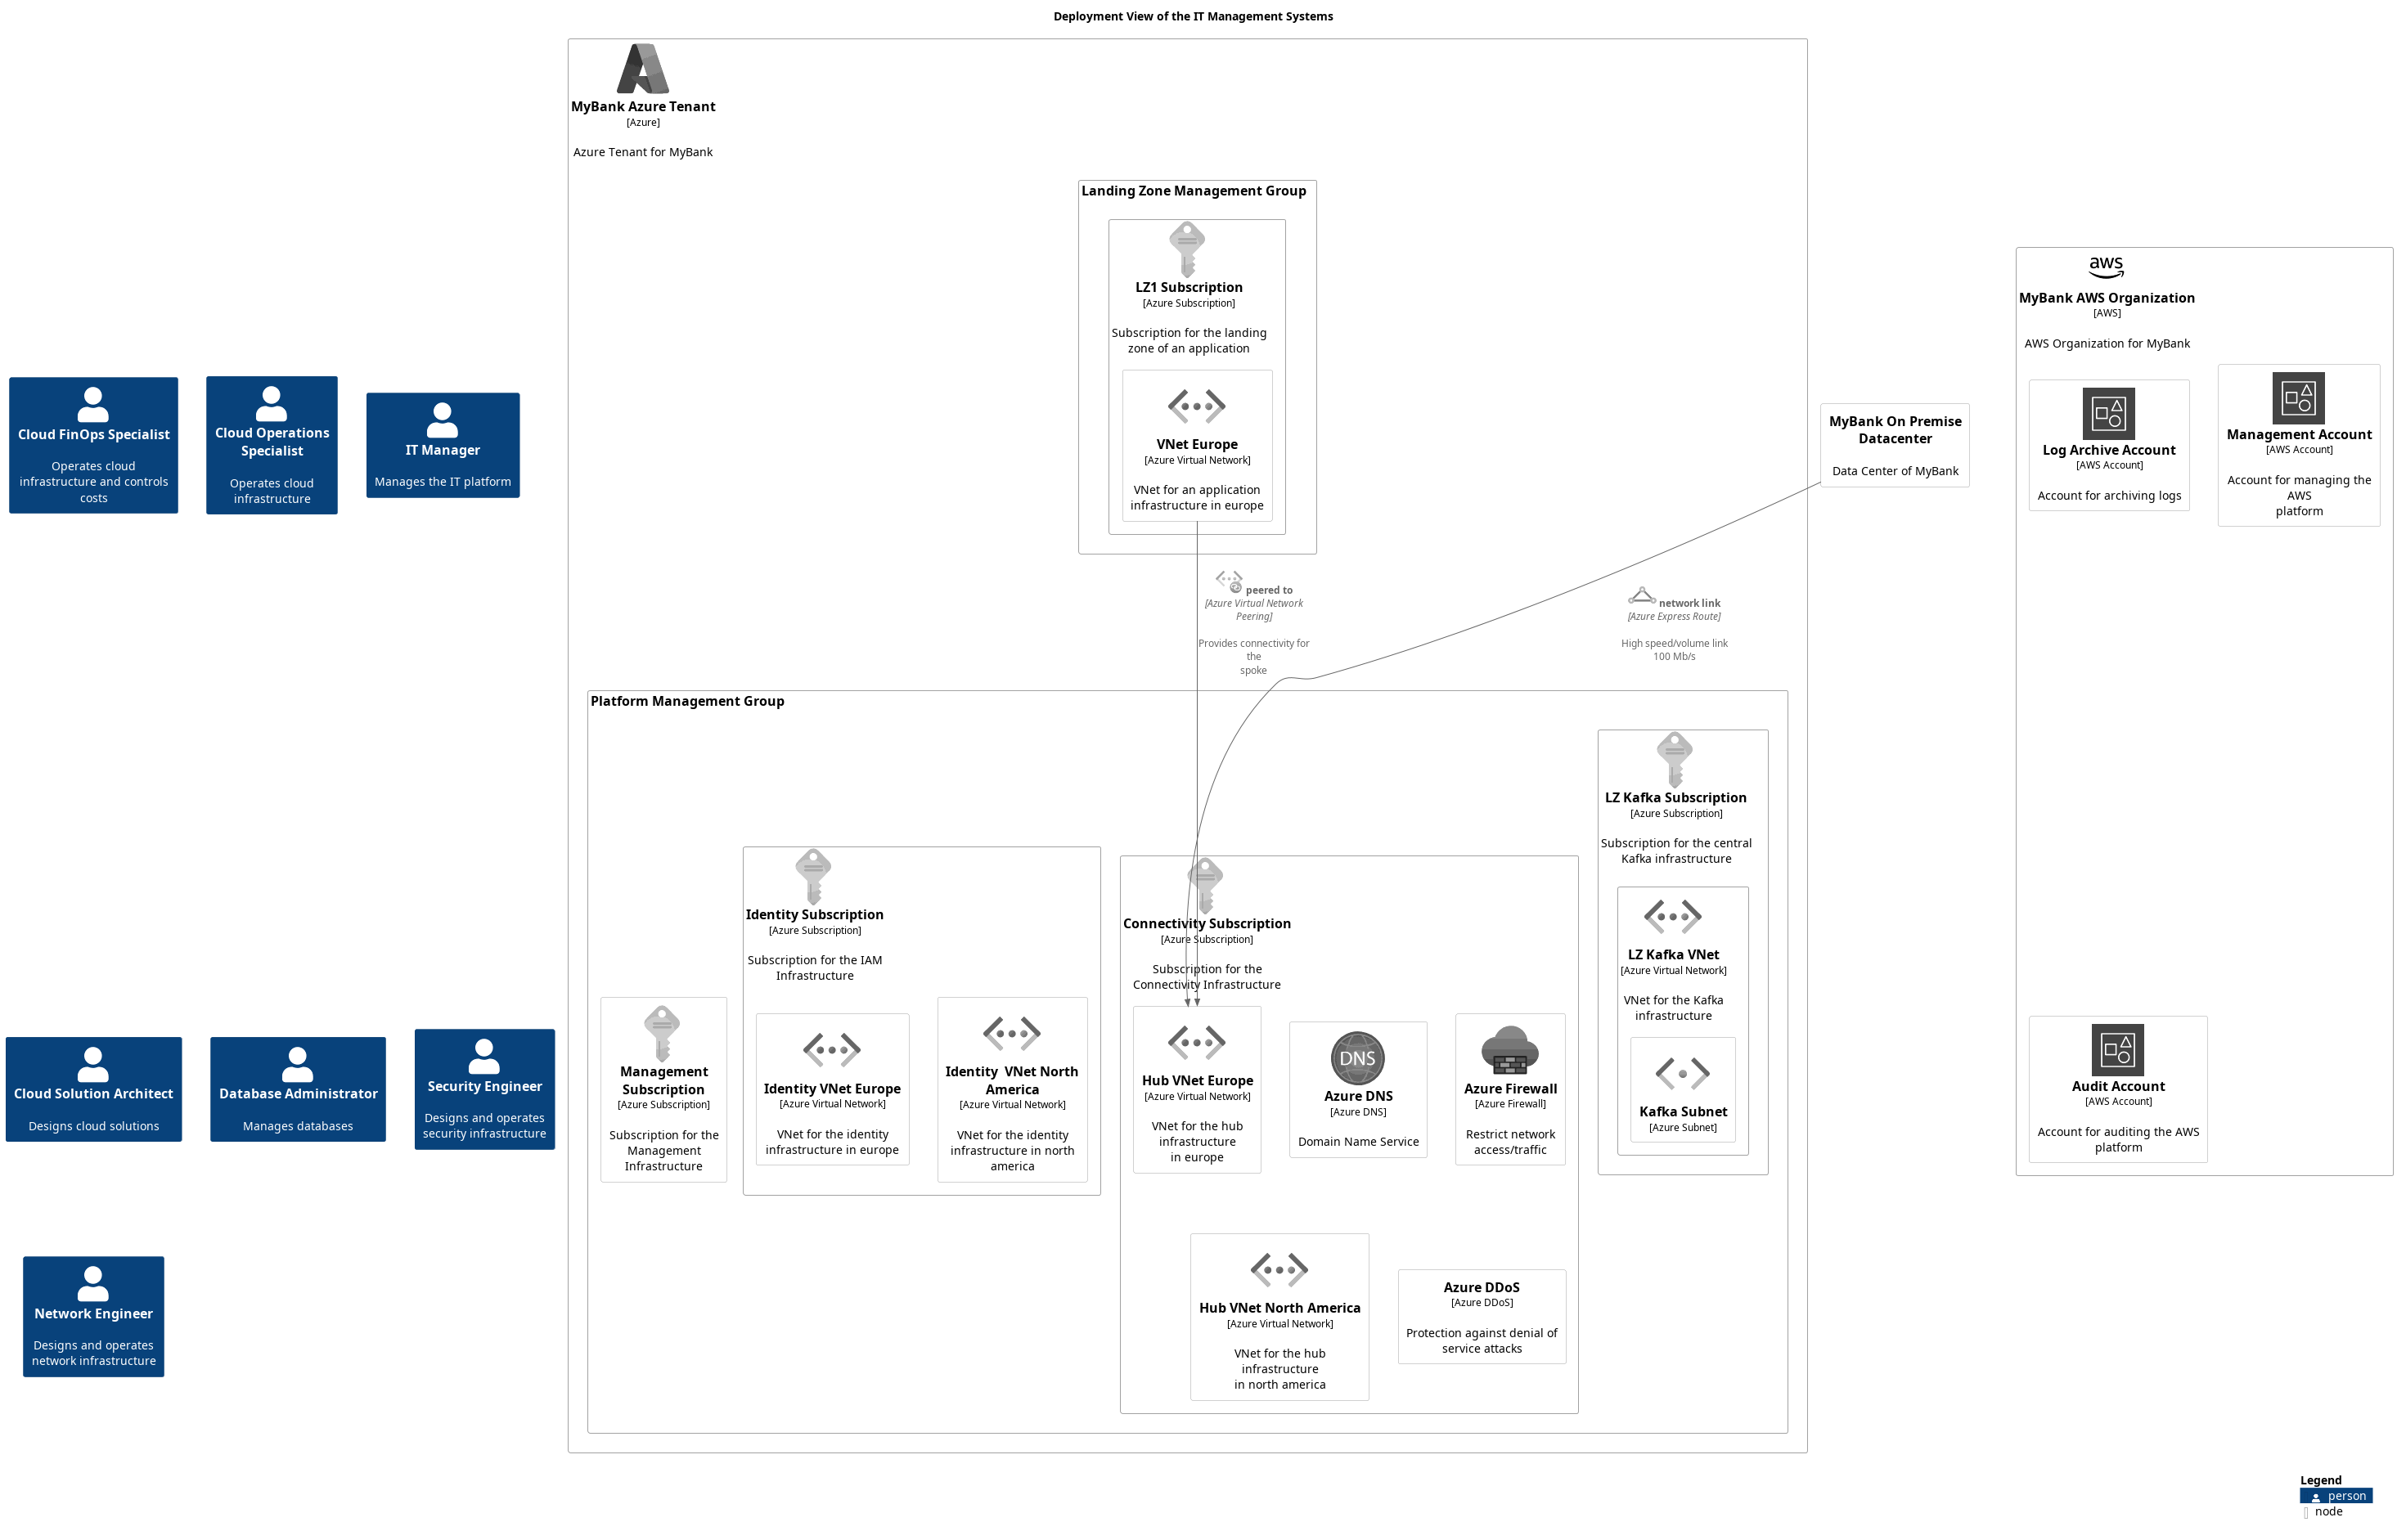 Deployment View of the IT Management Systems
MyBank Azure Tenant
[Azure]
Azure Tenant for MyBank
Landing Zone Management Group
LZ1 Subscription
[Azure Subscription]
Subscription for the landing
zone of an application
VNet Europe
[Azure Virtual Network]
VNet for an application
infrastructure in europe
aws
MyBank AWS Organization
[AWS]
AWS Organization for MyBank
Log Archive Account
[AWS Account]
Account for archiving logs
Management Account
[AWS Account]
Account for managing the
AWS
platform
Cloud FinOps Specialist
Operates cloud
infrastructure and controls
costs
Cloud Operations
Specialist
Operates cloud
infrastructure
IT Manager
Manages the IT platform
MyBank On Premise
Datacenter
Data Center of MyBank
peered to
[Azure Virtual Network
Peering]
Provides connectivity for
the
spoke
network link
[Azure Express Route]
High speed/volume link
100 Mb/s
Platform Management Group
LZ Kafka Subscription
[Azure Subscription]
Subscription for the central
Kafka infrastructure
LZ Kafka VNet
[Azure Virtual Network]
VNet for the Kafka
infrastructure
Kafka Subnet
[Azure Subnet]
Identity Subscription
[Azure Subscription]
Subscription for the IAM
Infrastructure
Connectivity Subscription
[Azure Subscription]
Subscription for the
Connectivity Infrastructure
Cloud Solution Architect
Designs cloud solutions
Database Administrator
Manages databases
Security Engineer
Designs and operates
security infrastructure
Management
Subscription
[Azure Subscription]
Subscription for the
Management
Infrastructure
Identity VNet Europe
[Azure Virtual Network]
VNet for the identity
infrastructure in europe
Identity  VNet North
America
[Azure Virtual Network]
VNet for the identity
infrastructure in north
america
Hub VNet Europe
[Azure Virtual Network]
VNet for the hub
infrastructure
in europe
DNS
Azure DNS
[Azure DNS]
Domain Name Service
Azure Firewall
[Azure Firewall]
Restrict network
access/traffic
Audit Account
[AWS Account]
Account for auditing the AWS
platform
Network Engineer
Designs and operates
network infrastructure
Hub VNet North America
[Azure Virtual Network]
VNet for the hub
infrastructure
in north america
Azure DDoS
[Azure DDoS]
Protection against denial of
service attacks
Legend
person
node